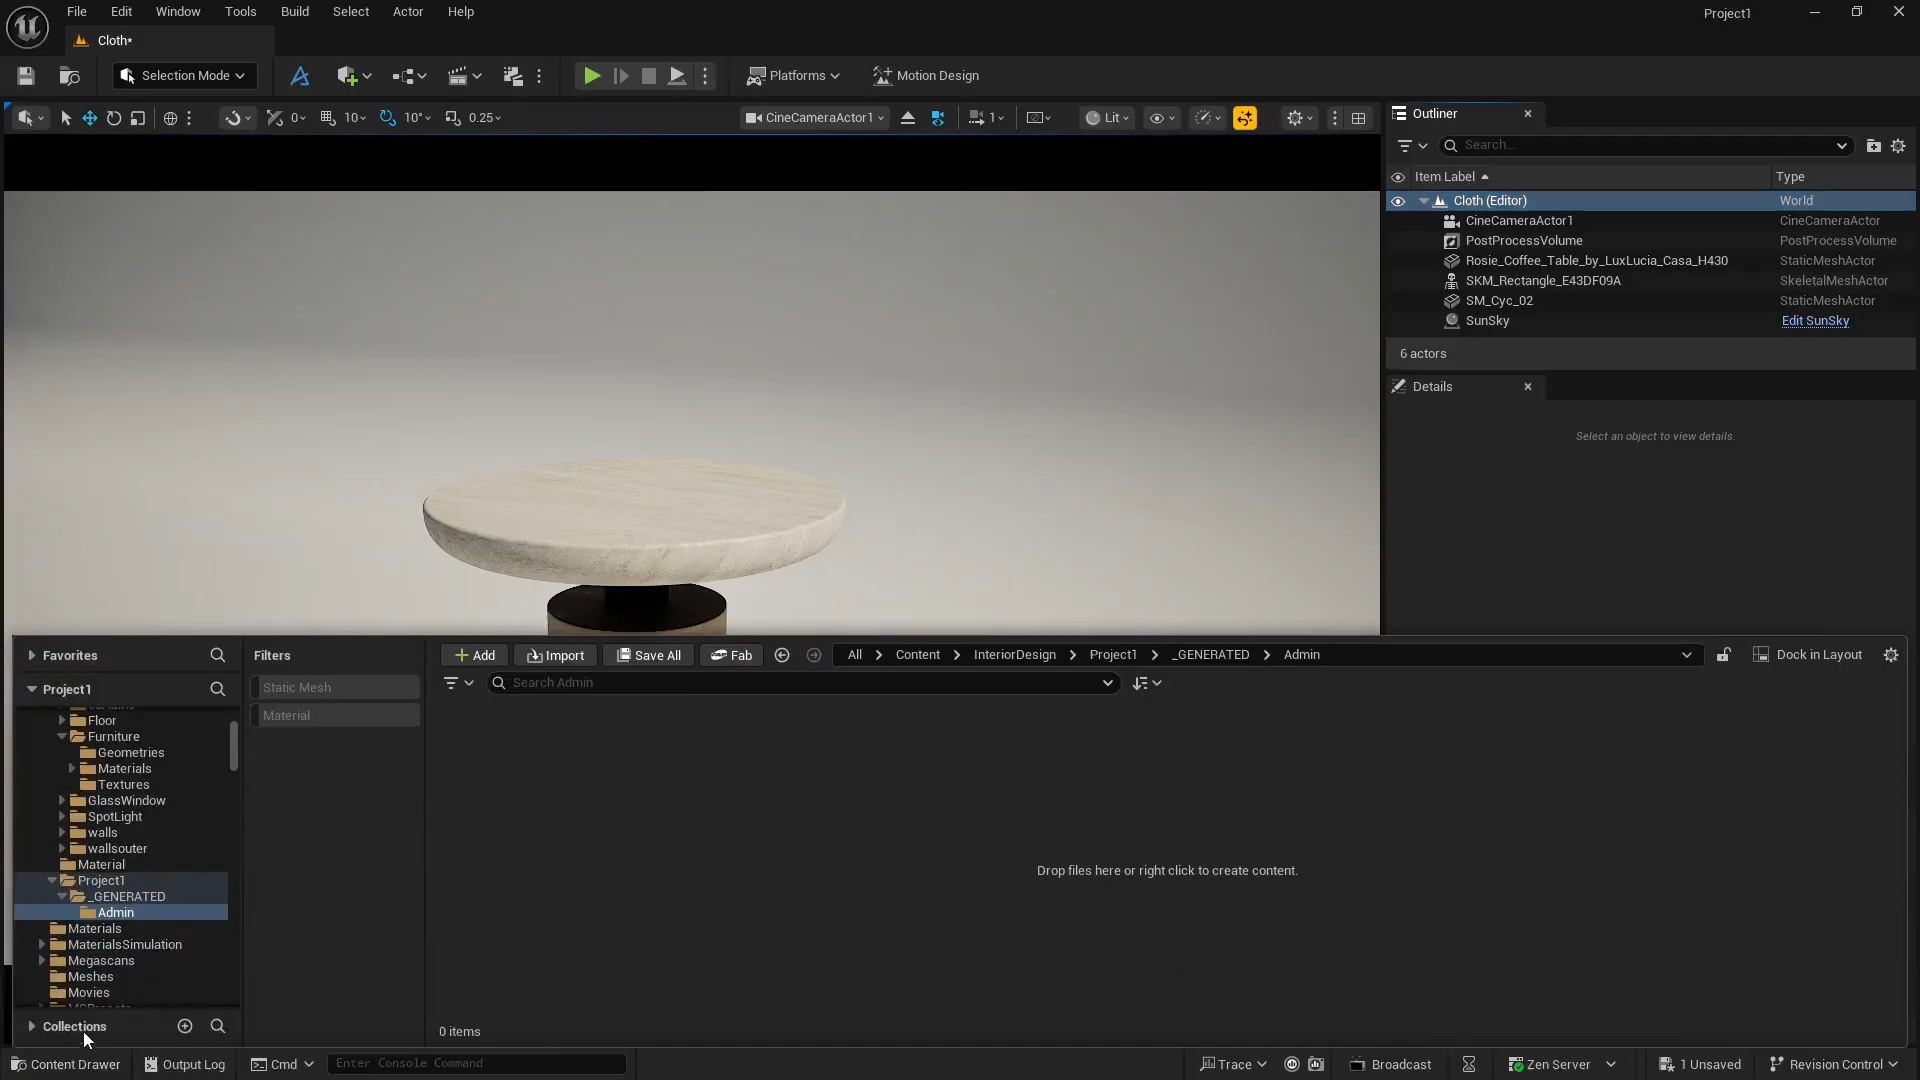 File Edit Window Tools Build Select Actor Help
Project1
Cloth*
Selection Mode
Platforms
Motion Design
0
10
10°
0.25
CineCameraActor1
1
Lit
Outliner
Search...
Item Label Type
Cloth (Editor) World
CineCameraActor1 CineCameraActor
PostProcessVolume PostProcessVolume
Rosie_Coffee_Table_by_LuxLucia_Casa_H430 StaticMeshActor
SKM_Rectangle_E43DF09A SkeletalMeshActor
SM_Cyc_02 StaticMeshActor
SunSky Edit SunSky
6 actors
Details
Select an object to view details.
Favorites
Project1
Floor
Furniture
Geometries
Materials
Textures
GlassWindow
SpotLight
walls
wallsouter
Material
Project1
_GENERATED
Admin
Materials
MaterialsSimulation
Megascans
Meshes
Movies
Collections
Filters
Static Mesh
Material
Add Import Save All Fab
All Content InteriorDesign Project1 _GENERATED Admin
Dock in Layout
Search Admin
Drop files here or right click to create content.
0 items
Content Drawer Output Log Cmd Enter Console Command
Trace Broadcast Zen Server 1 Unsaved Revision Control